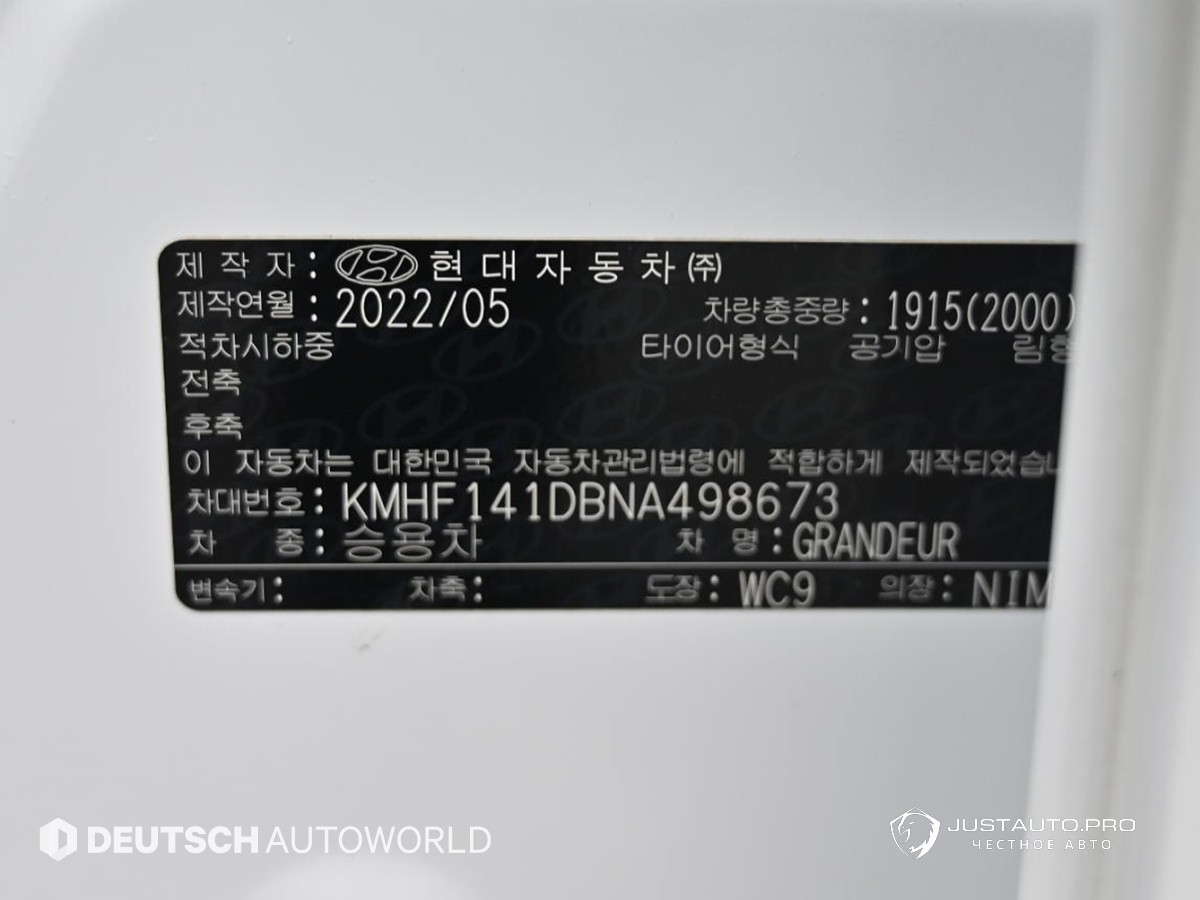 제 작 자 : 현 대 자 동 차 ㈜
제작연월 : 2022/05 차량총중량 : 1915(2000)
적차시하중 타이어형식 공기압 림형
전축
후축
이 자동차는 대한민국 자동차관리법령에 적합하게 제작되었습니
차대번호 : KMHF141DBNA498673
차 종 : 승용차 차 명 : GRANDEUR
변속기 : 차축 : 도장 : WC9 의장 : NIM
DEUTSCH AUTOWORLD
JUSTAUTO.PRO
ЧЕСТНОЕ АВТО